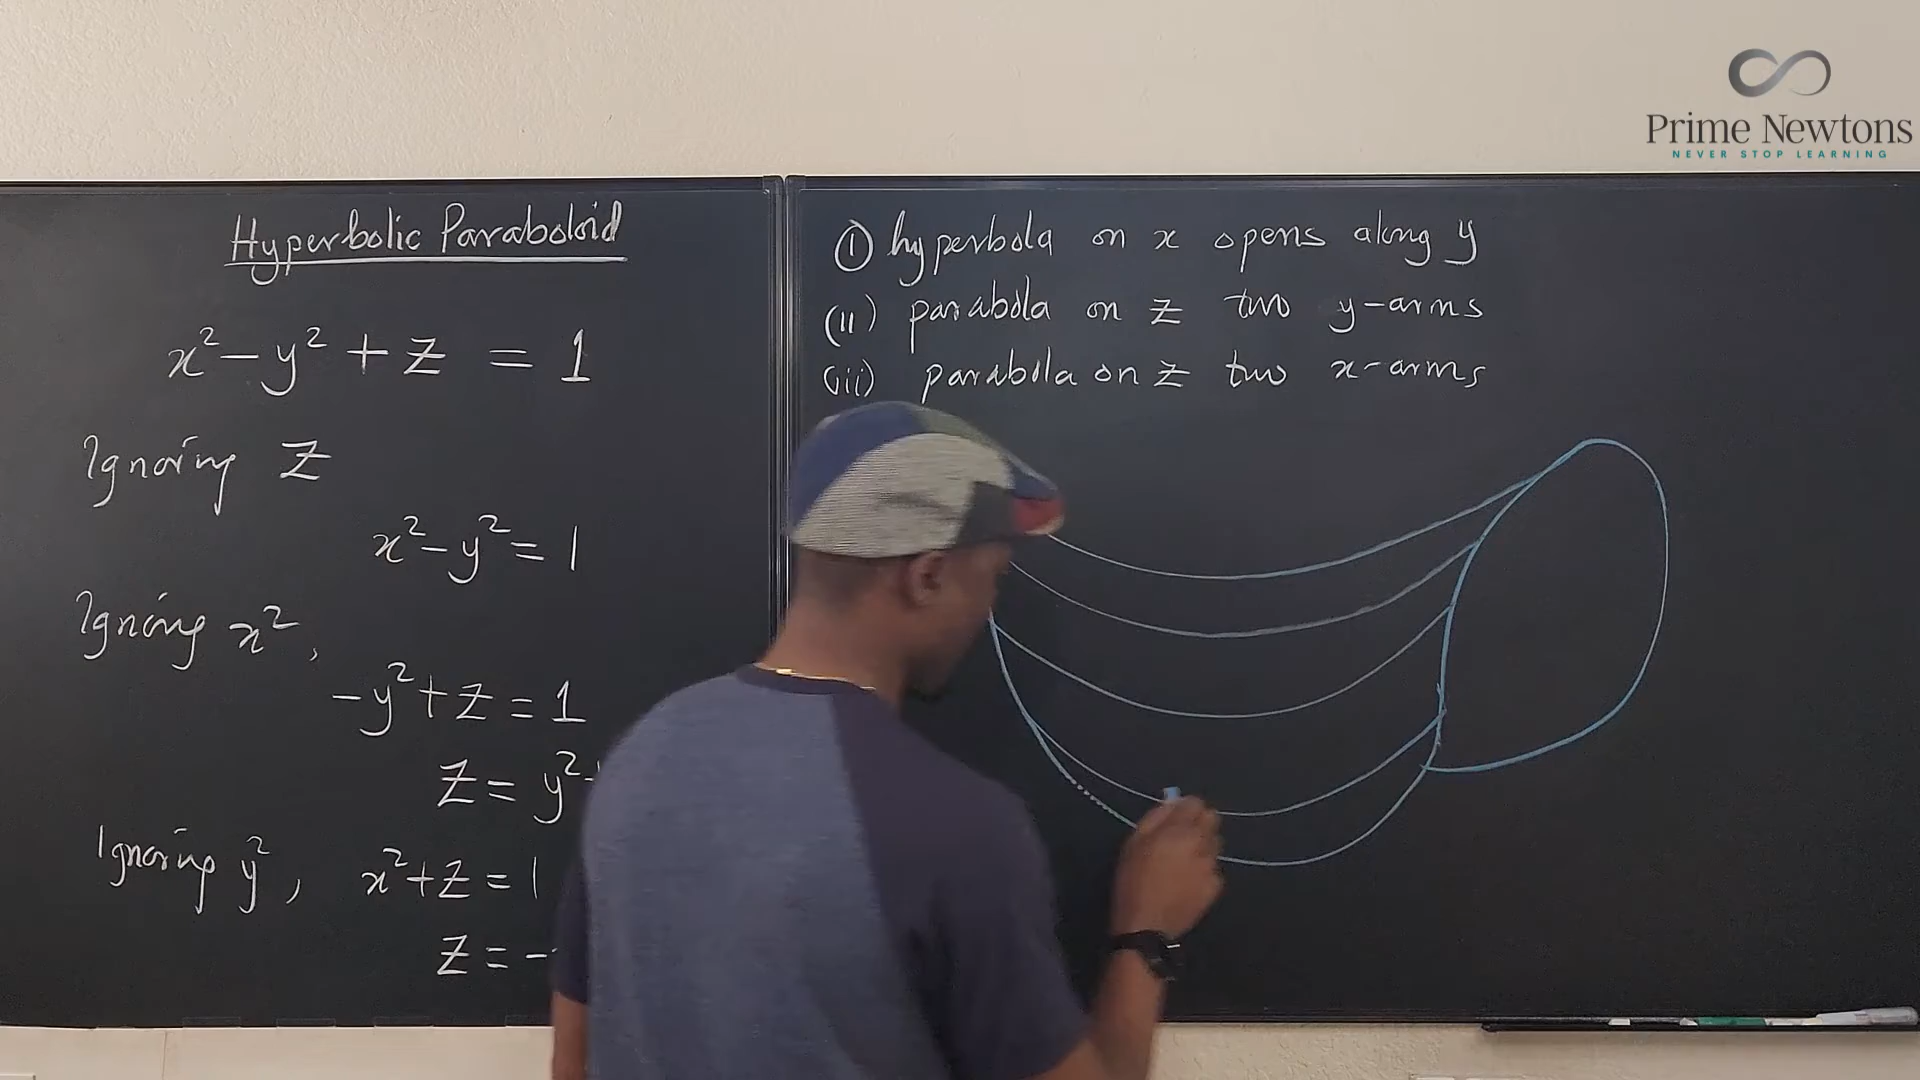 Prime Newtons
NEVER STOP LEARNING
Hyperbolic Paraboloid
x² - y² + z = 1
Ignoring z
x² - y² = 1
Ignoring x²,
-y² + z = 1
z = y²
Ignoring y², x² + z = 1
z = -
(i) hyperbola on x opens along y
(ii) parabola on z two y-arms
(iii) parabola on z two x-arms